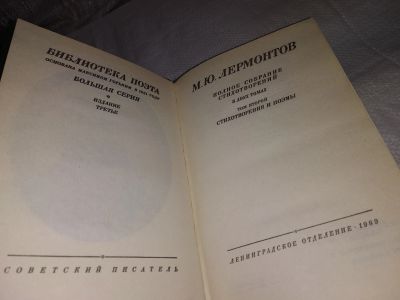 БИБЛИОТЕКА ПОЭТА
ОСНОВАНА МАКСИМОМ ГОРЬКИМ В 1931 ГОДУ
БОЛЬШАЯ СЕРИЯ
ИЗДАНИЕ
ТРЕТЬЕ
СОВЕТСКИЙ ПИСАТЕЛЬ
М. Ю. ЛЕРМОНТОВ
ПОЛНОЕ СОБРАНИЕ
СТИХОТВОРЕНИЙ
В ДВУХ ТОМАХ
ТОМ ВТОРОЙ
СТИХОТВОРЕНИЯ И ПОЭМЫ
ЛЕНИНГРАДСКОЕ ОТДЕЛЕНИЕ · 1989